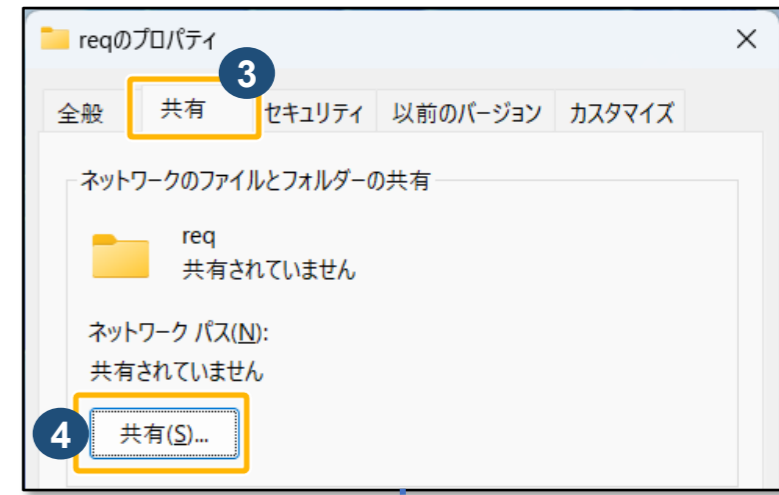 reqのプロパティ
3
全般 共有 セキュリティ 以前のバージョン カスタマイズ
ネットワークのファイルとフォルダーの共有
req
共有されていません
ネットワーク パス(N):
共有されていません
4 共有(S)...